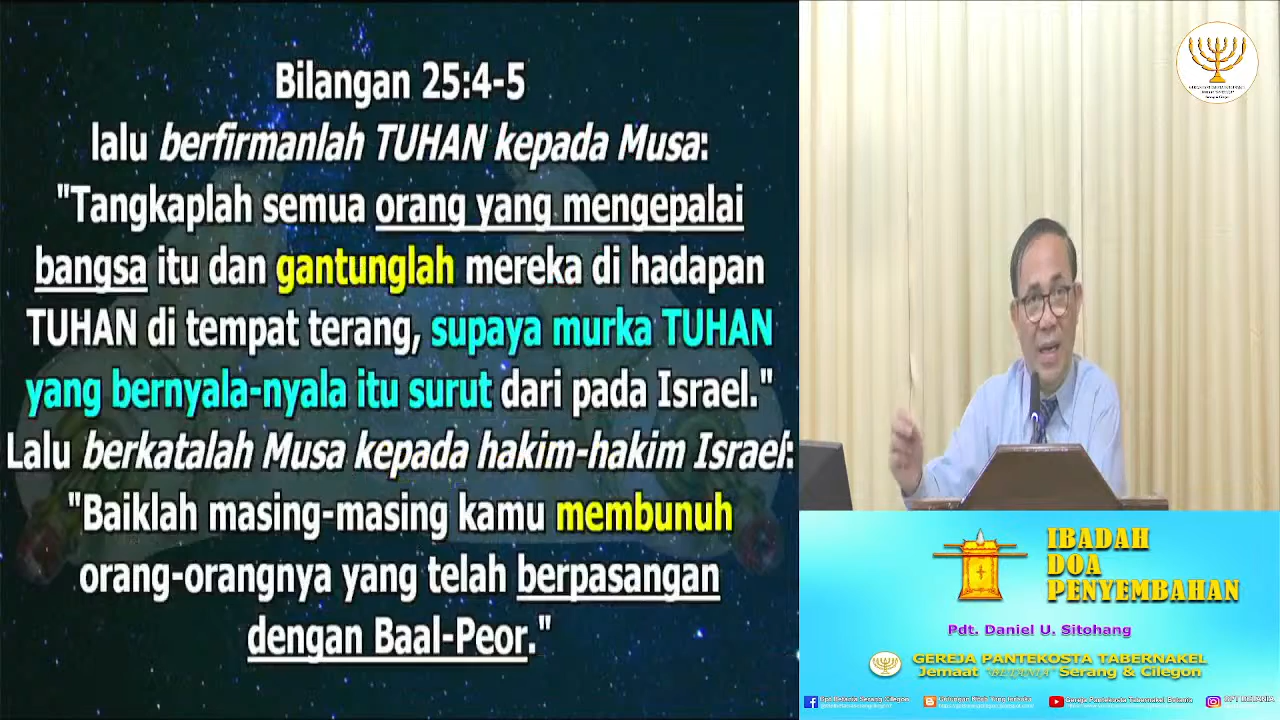 Bilangan 25:4-5
lalu berfirmanlah TUHAN kepada Musa:
"Tangkaplah semua orang yang mengepalai
bangsa itu dan gantunglah mereka di hadapan
TUHAN di tempat terang, supaya murka TUHAN
yang bernyala-nyala itu surut dari pada Israel."
Lalu berkatalah Musa kepada hakim-hakim Israel:
"Baiklah masing-masing kamu membunuh
orang-orangnya yang telah berpasangan
dengan Baal-Peor."
IBADAH
DOA
PENYEMBAHAN
Pdt. Daniel U. Sitohang
GEREJA PANTEKOSTA TABERNAKEL
Jemaat "BETANIA" Serang & Cilegon